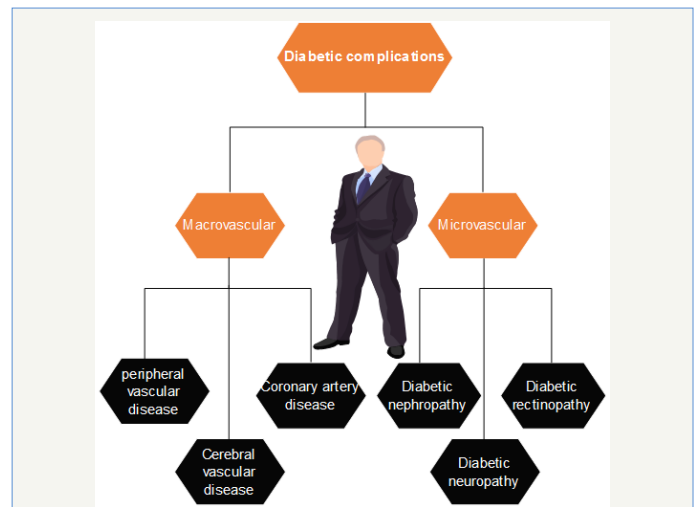 Diabetic complications
Macrovascular
Microvascular
peripheral
vascular
disease
Coronary artery
disease
Diabetic
nephropathy
Diabetic
rectinopathy
Cerebral
vascular
disease
Diabetic
neuropathy